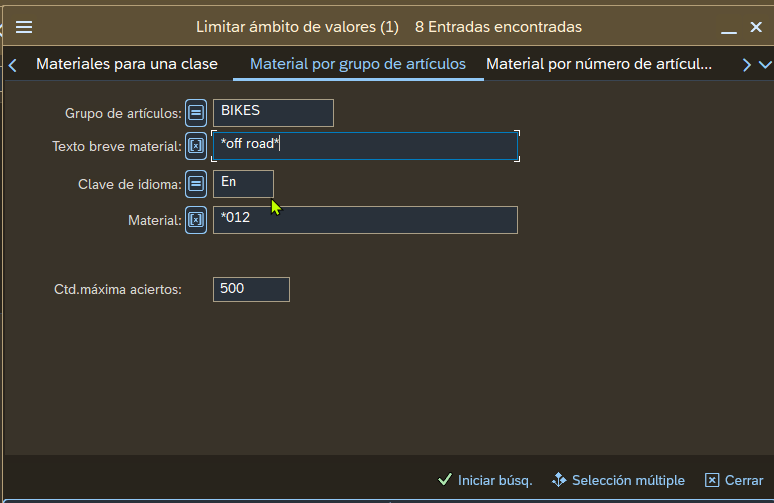 Limitar ámbito de valores (1) 8 Entradas encontradas
Materiales para una clase Material por grupo de artículos Material por número de artícul...
Grupo de artículos: BIKES
Texto breve material: *off road*
Clave de idioma: En
Material: *012
Ctd.máxima aciertos: 500
Iniciar búsq. Selección múltiple Cerrar